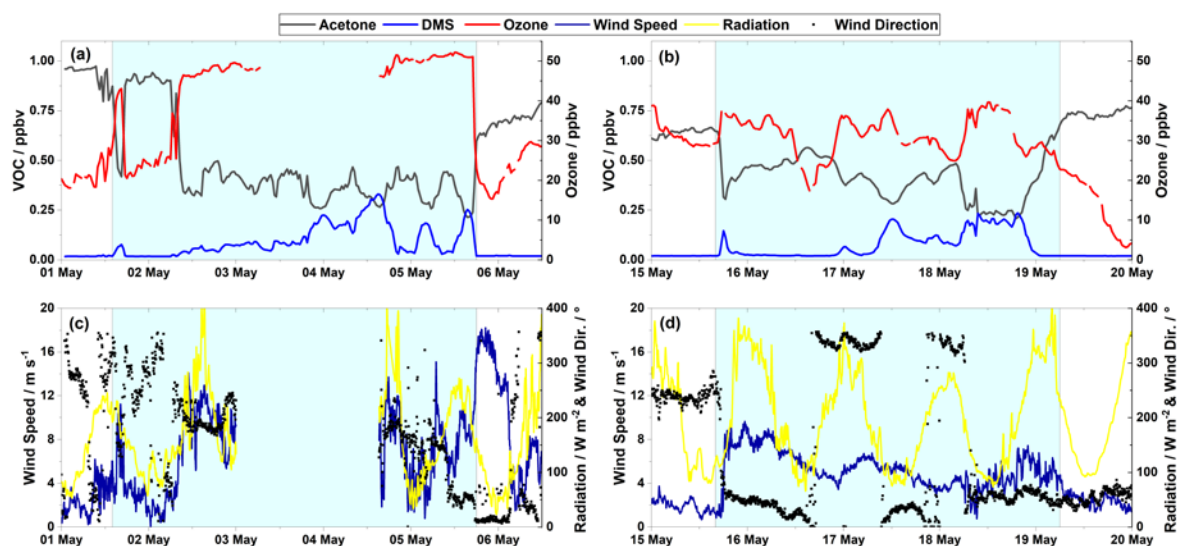 Acetone DMS Ozone Wind Speed Radiation Wind Direction
(a)
VOC / ppbv
1.00
0.75
0.50
0.25
0.00
Ozone / ppbv
50
40
30
20
10
0
01 May 02 May 03 May 04 May 05 May 06 May
(b)
VOC / ppbv
1.00
0.75
0.50
0.25
0.00
Ozone / ppbv
50
40
30
20
10
0
15 May 16 May 17 May 18 May 19 May 20 May
(c)
Wind Speed / m s⁻¹
20
16
12
8
4
0
Radiation / W m⁻² & Wind Dir. / °
400
300
200
100
0
01 May 02 May 03 May 04 May 05 May 06 May
(d)
Wind Speed / m s⁻¹
20
16
12
8
4
0
Radiation / W m⁻² & Wind Dir. / °
400
300
200
100
0
15 May 16 May 17 May 18 May 19 May 20 May